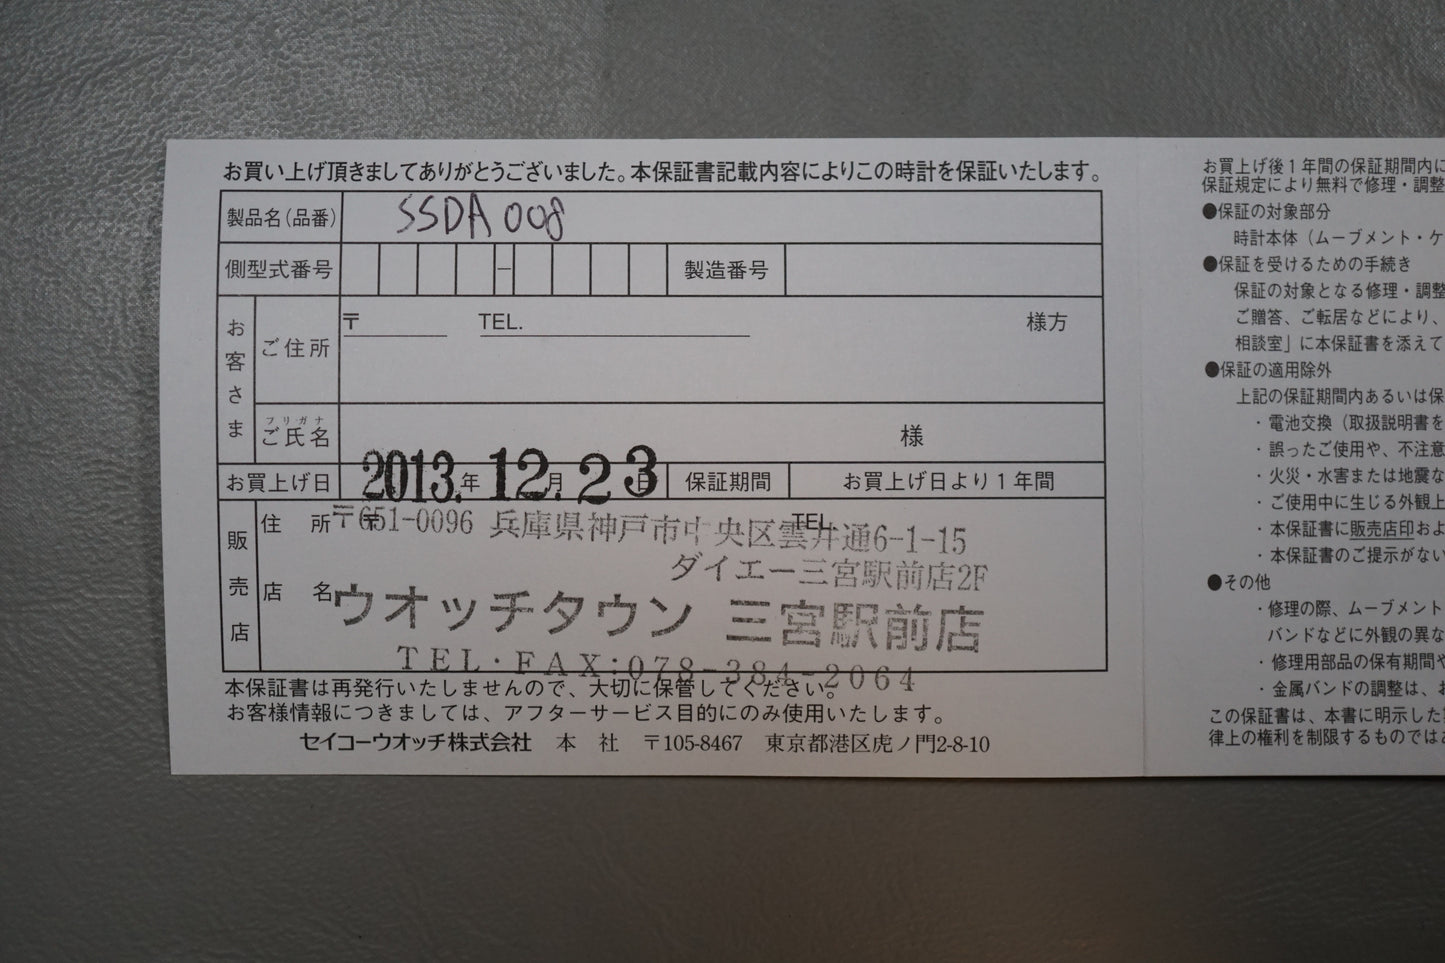 お買い上げ頂きましてありがとうございました。本保証書記載内容によりこの時計を保証いたします。
製品名(品番) SSDA008
側型式番号 － 製造番号
お客さま
ご住所 〒 TEL. 様方
フリガナ
ご氏名 様
お買上げ日 2013.年 12.月 23日 保証期間 お買上げ日より1年間
販売店
住所 〒 TEL.
〒651-0096 兵庫県神戸市中央区雲井通6-1-15
ダイエー三宮駅前店2F
店名 ウオッチタウン 三宮駅前店
TEL・FAX:078-384-2064
本保証書は再発行いたしませんので、大切に保管してください。
お客様情報につきましては、アフターサービス目的にのみ使用いたします。
セイコーウオッチ株式会社 本社 〒105-8467 東京都港区虎ノ門2-8-10
お買上げ後1年間の保証期間内に
保証規定により無料で修理・調整
●保証の対象部分
時計本体(ムーブメント・ケ
●保証を受けるための手続き
保証の対象となる修理・調整
ご贈答、ご転居などにより、
相談室」に本保証書を添えて
●保証の適用除外
上記の保証期間内あるいは保
・電池交換(取扱説明書を
・誤ったご使用や、不注意
・火災・水害または地震な
・ご使用中に生じる外観上
・本保証書に販売店印およ
・本保証書のご提示がない
●その他
・修理の際、ムーブメント
バンドなどに外観の異な
・修理用部品の保有期間や
・金属バンドの調整は、お
この保証書は、本書に明示した
律上の権利を制限するものでは